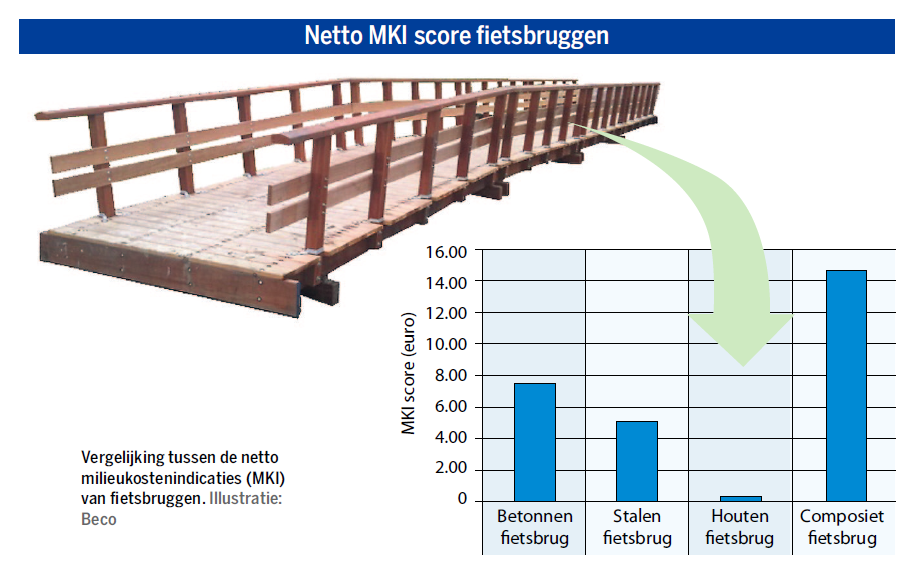 Netto MKI score fietsbruggen
MKI score (euro)
16.00
14.00
12.00
10.00
8.00
6.00
4.00
2.00
0
Betonnen
fietsbrug
Stalen
fietsbrug
Houten
fietsbrug
Composiet
fietsbrug
Vergelijking tussen de netto
milieukostenindicaties (MKI)
van fietsbruggen. Illustratie:
Beco